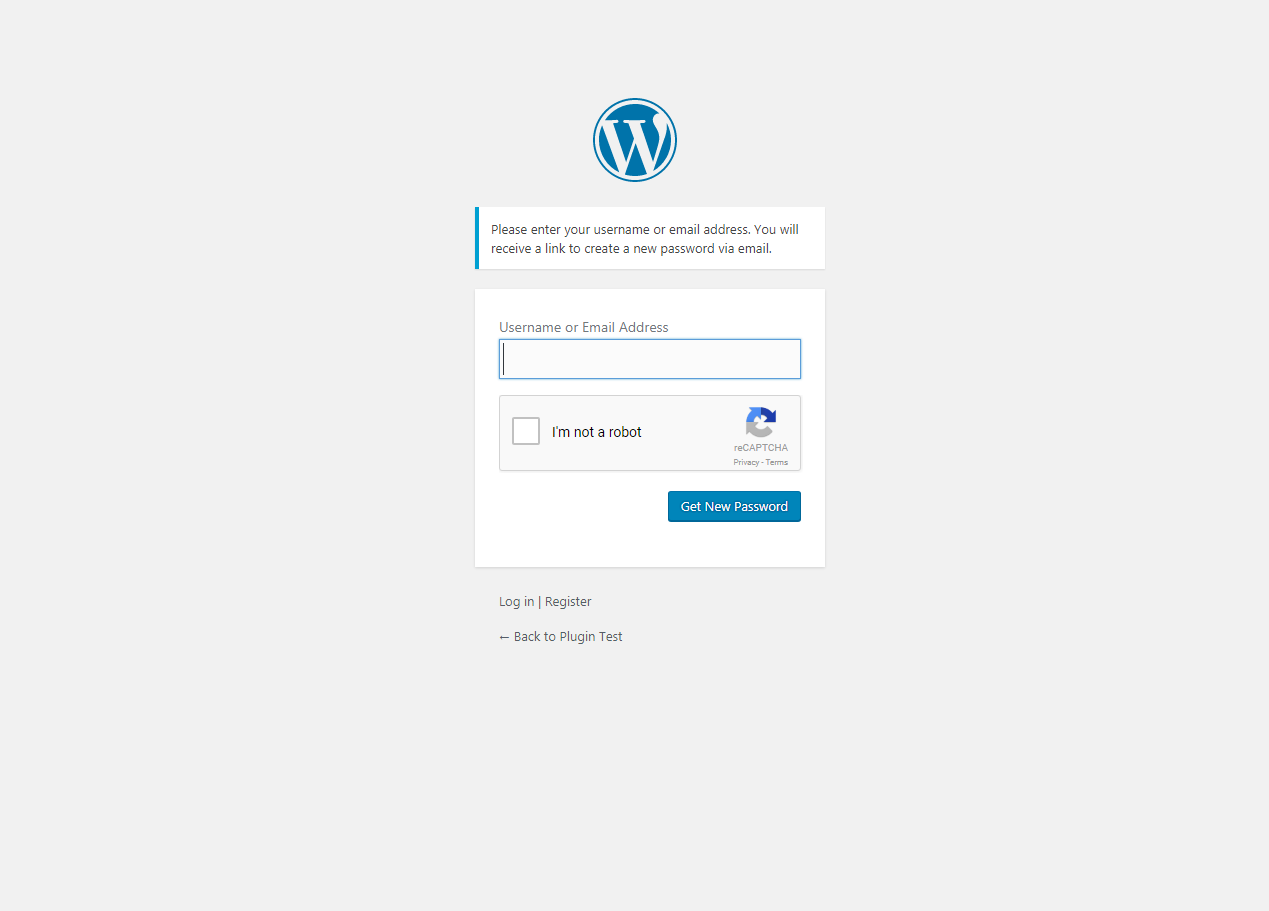 Please enter your username or email address. You will
receive a link to create a new password via email.
Username or Email Address
I'm not a robot
reCAPTCHA
Privacy - Terms
Get New Password
Log in | Register
← Back to Plugin Test